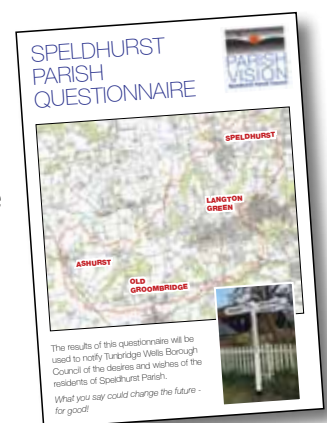 SPELDHURST
PARISH
QUESTIONNAIRE
PARISH
VISION
SPELDHURST
LANGTON
GREEN
ASHURST
OLD
GROOMBRIDGE
The results of this questionnaire will be
used to notify Tunbridge Wells Borough
Council of the desires and wishes of the
residents of Speldhurst Parish.
What you say could change the future -
for good!